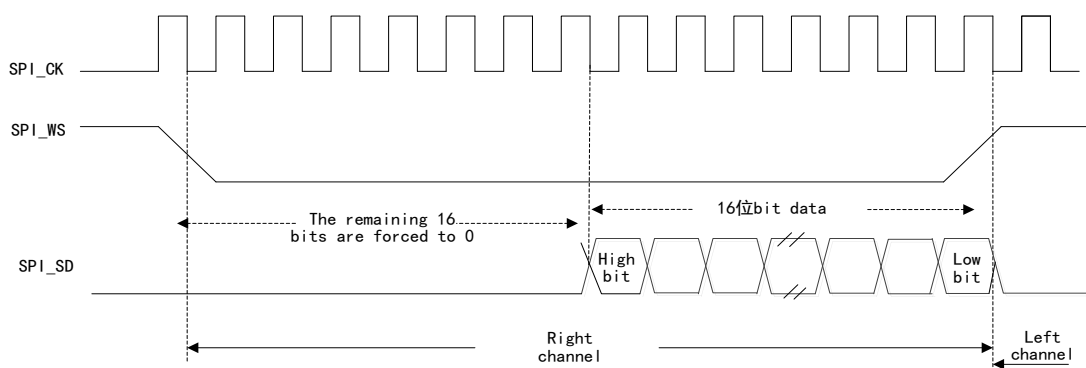 SPI_CK
SPI_WS
The remaining 16
bits are forced to 0
16位bit data
SPI_SD
High
bit
Low
bit
Right
channel
Left
channel